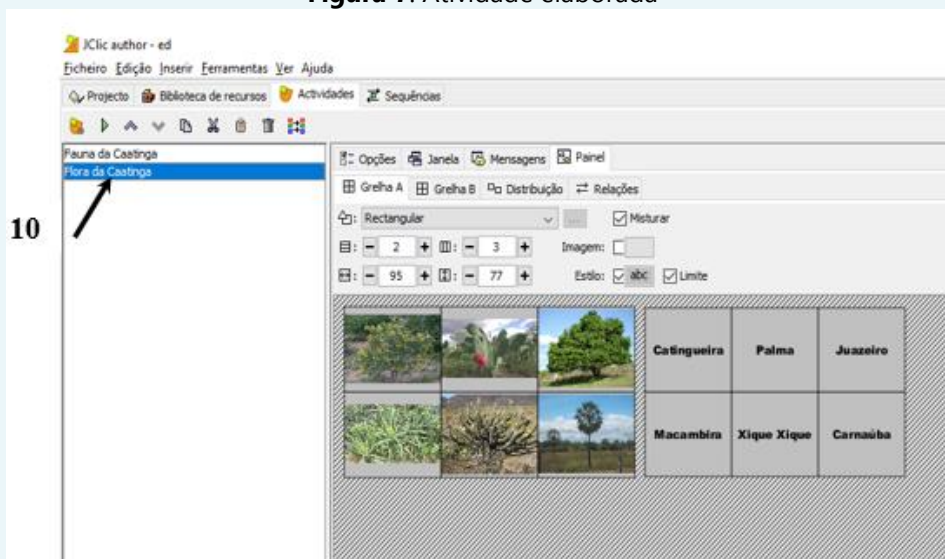 Figura 7. Atividade elaborada
JClic author - ed
Ficheiro Edição Inserir Ferramentas Ver Ajuda
Projecto Biblioteca de recursos Actividades Sequências
Fauna da Caatinga
Flora da Caatinga
10
Opções Janela Mensagens Painel
Grelha A Grelha B Distribuição Relações
Rectangular ... Misturar
: - 2 + : - 3 + Imagem:
: - 95 + : - 77 + Estilo: abc Limite
Catingueira Palma Juazeiro
Macambira Xique Xique Carnaúba